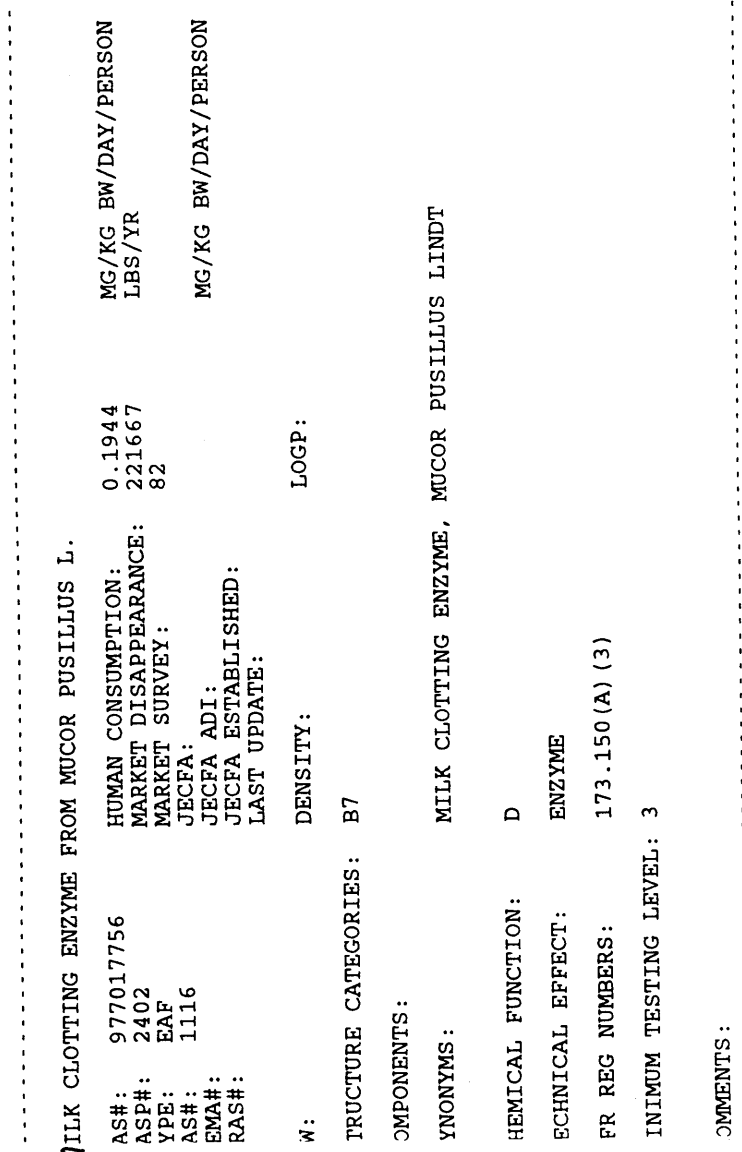 ILK CLOTTING ENZYME FROM MUCOR PUSILLUS L.
AS#: 977017756 HUMAN CONSUMPTION: 0.1944 MG/KG BW/DAY/PERSON
ASP#: 2402 MARKET DISAPPEARANCE: 221667 LBS/YR
YPE: EAF MARKET SURVEY: 82
AS#: 1116 JECFA:
EMA#: JECFA ADI: MG/KG BW/DAY/PERSON
RAS#: JECFA ESTABLISHED:
LAST UPDATE:
W: DENSITY: LOGP:
TRUCTURE CATEGORIES: B7
OMPONENTS:
YNONYMS: MILK CLOTTING ENZYME, MUCOR PUSILLUS LINDT
HEMICAL FUNCTION: D
ECHNICAL EFFECT: ENZYME
FR REG NUMBERS: 173.150(A)(3)
INIMUM TESTING LEVEL: 3
OMMENTS: